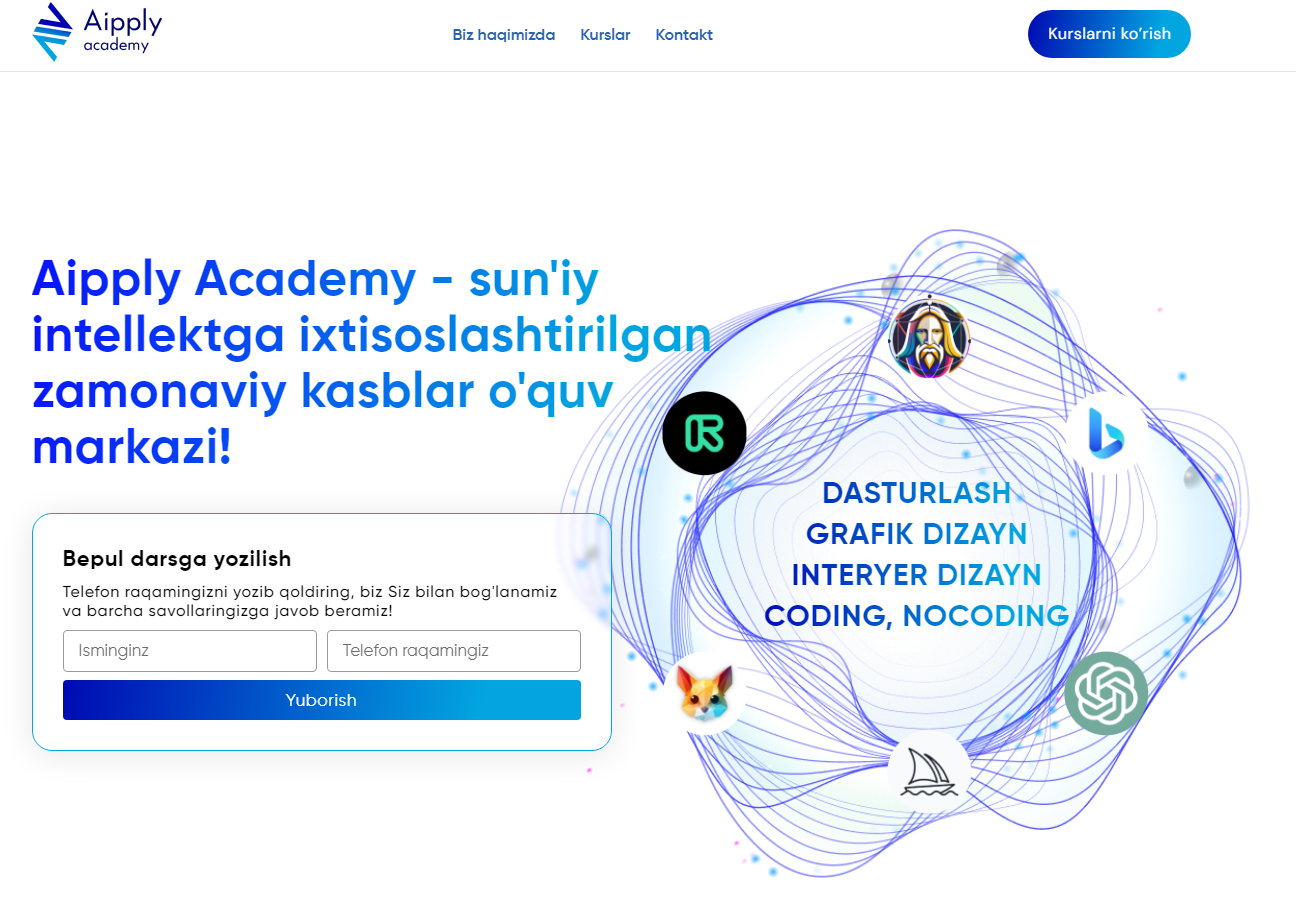 Aipply
academy
Biz haqimizda
Kurslar
Kontakt
Kurslarni ko‘rish
Aipply Academy - sun'iy
intellektga ixtisoslashtirilgan
zamonaviy kasblar o'quv
markazi!
Bepul darsga yozilish
Telefon raqamingizni yozib qoldiring, biz Siz bilan bog'lanamiz
va barcha savollaringizga javob beramiz!
Isminginz
Telefon raqamingiz
Yuborish
DASTURLASH
GRAFIK DIZAYN
INTERYER DIZAYN
CODING, NOCODING